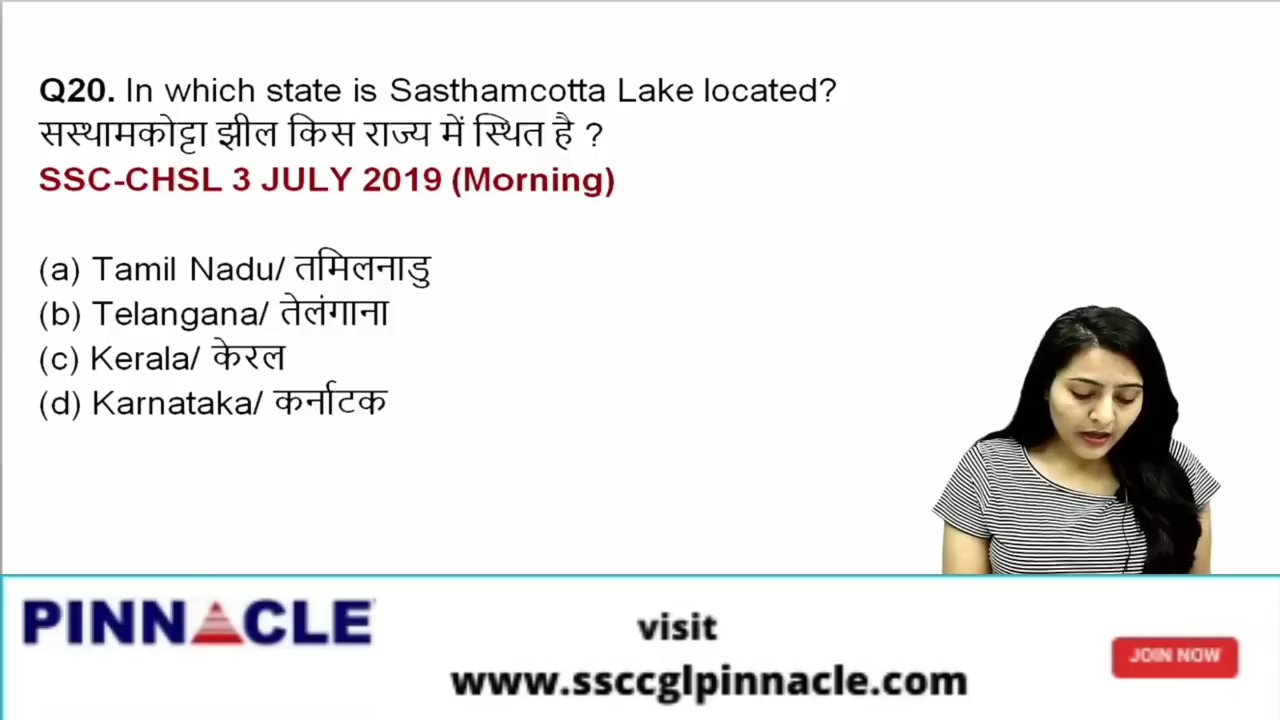 Q20. In which state is Sasthamcotta Lake located?
सस्थामकोट्टा झील किस राज्य में स्थित है ?
SSC-CHSL 3 JULY 2019 (Morning)
(a) Tamil Nadu/ तमिलनाडु
(b) Telangana/ तेलंगाना
(c) Kerala/ केरल
(d) Karnataka/ कर्नाटक
PINNACLE
visit
www.ssccglpinnacle.com
JOIN NOW